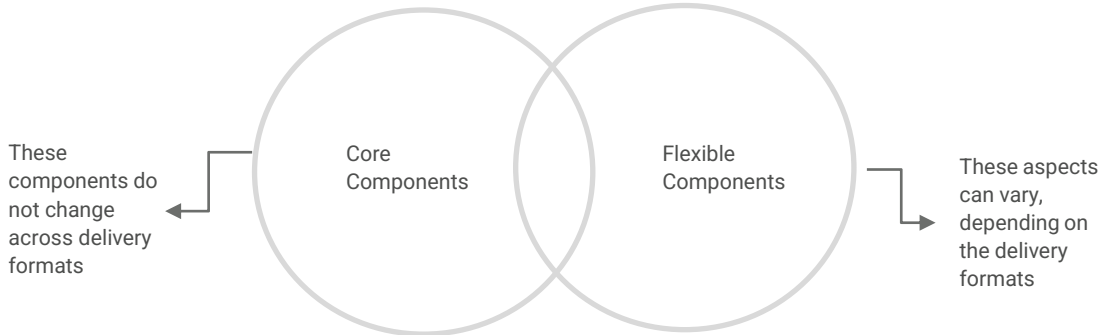 These
components do
not change
across delivery
formats
Core
Components
Flexible
Components
These aspects
can vary,
depending on
the delivery
formats